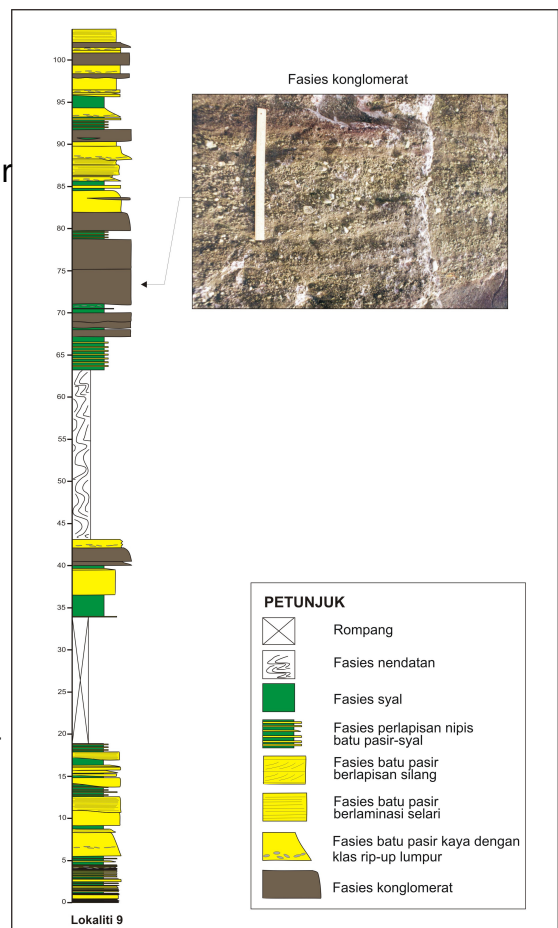 Fasies konglomerat
100
95
90
85
80
75
70
65
60
55
50
45
40
35
30
25
20
15
10
5
0
Lokaliti 9
PETUNJUK
Rompang
Fasies nendatan
Fasies syal
Fasies perlapisan nipis
batu pasir-syal
Fasies batu pasir
berlapisan silang
Fasies batu pasir
berlaminasi selari
Fasies batu pasir kaya dengan
klas rip-up lumpur
Fasies konglomerat
r